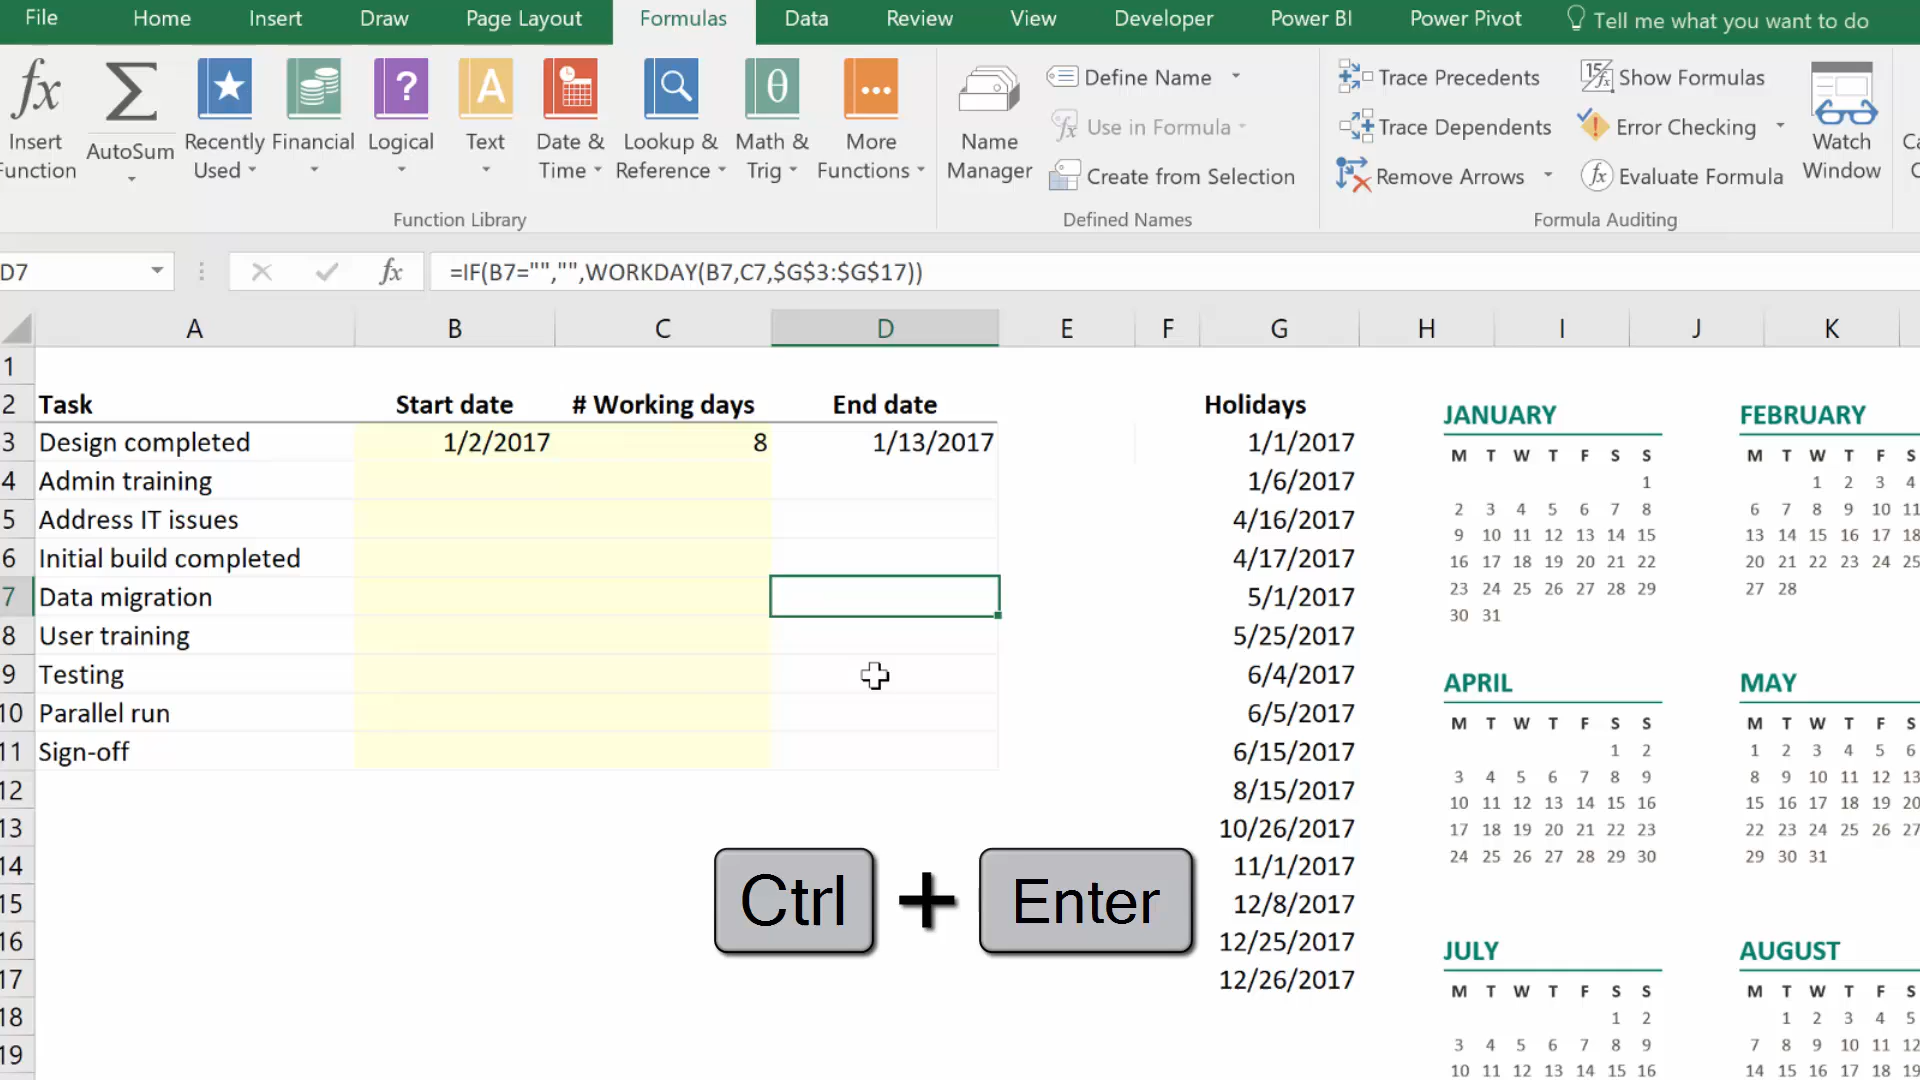 File Home Insert Draw Page Layout Formulas Data Review View Developer Power BI Power Pivot Tell me what you want to do
fx Σ ? A θ
Insert Function
AutoSum
Recently Used
Financial
Logical
Text
Date & Time
Lookup & Reference
Math & Trig
More Functions
Function Library
Name Manager
Define Name
Use in Formula
Create from Selection
Defined Names
Trace Precedents
Trace Dependents
Remove Arrows
Show Formulas
Error Checking
Evaluate Formula
Formula Auditing
Watch Window
D7 fx =IF(B7="","",WORKDAY(B7,C7,$G$3:$G$17))
A B C D E F G H I J K
1
2 Task Start date # Working days End date Holidays
3 Design completed 1/2/2017 8 1/13/2017 1/1/2017
4 Admin training 1/6/2017
5 Address IT issues 4/16/2017
6 Initial build completed 4/17/2017
7 Data migration 5/1/2017
8 User training 5/25/2017
9 Testing 6/4/2017
10 Parallel run 6/5/2017
11 Sign-off 6/15/2017
12 8/15/2017
13 10/26/2017
14 11/1/2017
15 12/8/2017
16 12/25/2017
17 12/26/2017
18
19
Ctrl + Enter
JANUARY
M T W T F S S
1
2 3 4 5 6 7 8
9 10 11 12 13 14 15
16 17 18 19 20 21 22
23 24 25 26 27 28 29
30 31
FEBRUARY
M T W T F S
1 2 3 4
6 7 8 9 10 11
13 14 15 16 17 18
20 21 22 23 24 25
27 28
APRIL
M T W T F S S
1 2
3 4 5 6 7 8 9
10 11 12 13 14 15 16
17 18 19 20 21 22 23
24 25 26 27 28 29 30
MAY
M T W T F S
1 2 3 4 5 6
8 9 10 11 12 13
15 16 17 18 19 20
22 23 24 25 26 27
29 30 31
JULY
M T W T F S S
1 2
3 4 5 6 7 8 9
10 11 12 13 14 15 16
AUGUST
M T W T F S
1 2 3 4 5
7 8 9 10 11 12
14 15 16 17 18 19